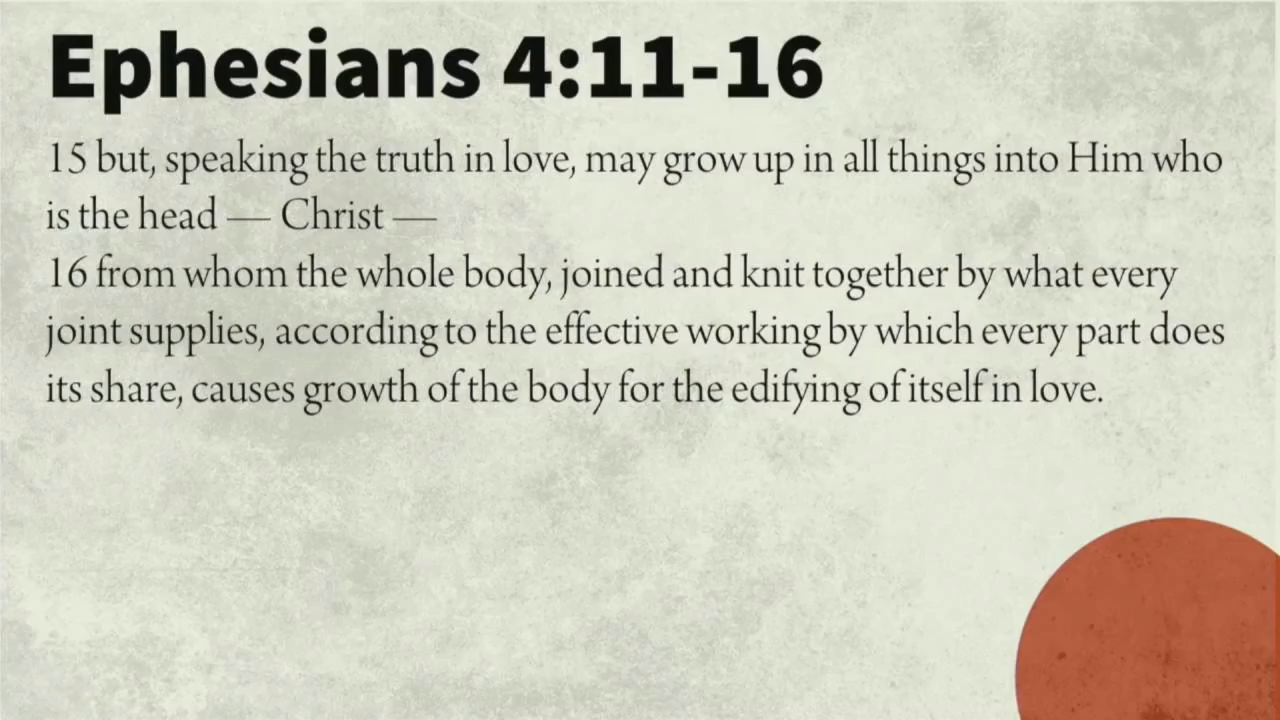 Ephesians 4:11-16
15 but, speaking the truth in love, may grow up in all things into Him who
is the head — Christ —
16 from whom the whole body, joined and knit together by what every
joint supplies, according to the effective working by which every part does
its share, causes growth of the body for the edifying of itself in love.